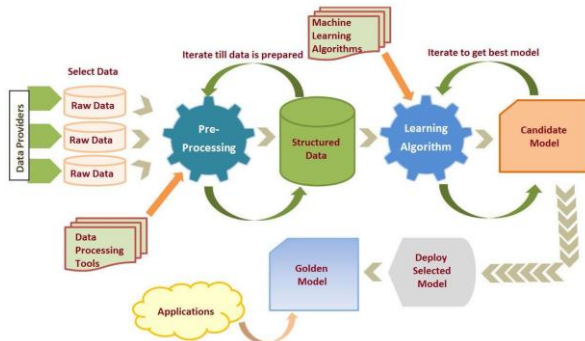 Machine
Learning
Algorithms
Iterate till data is prepared
Iterate to get best model
Select Data
Data Providers
Raw Data
Raw Data
Raw Data
Pre-
Processing
Structured
Data
Learning
Algorithm
Candidate
Model
Data
Processing
Tools
Golden
Model
Deploy
Selected
Model
Applications